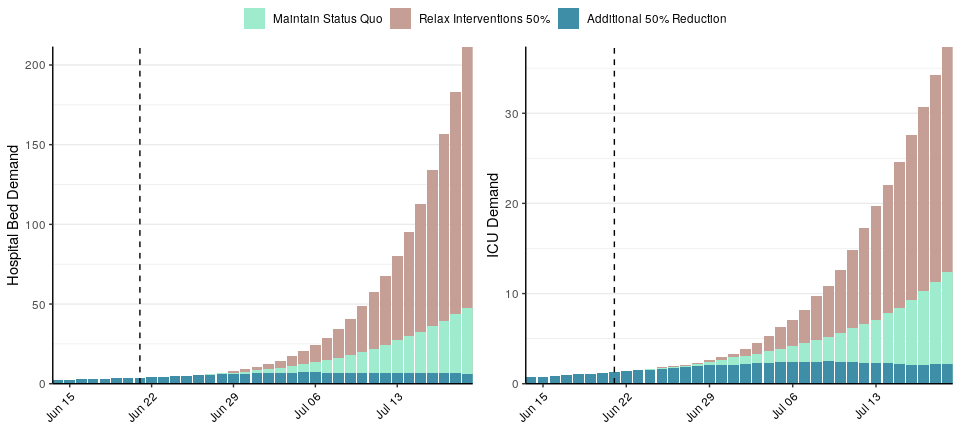 Maintain Status Quo Relax Interventions 50% Additional 50% Reduction
Hospital Bed Demand
200
150
100
50
0
Jun 15 Jun 22 Jun 29 Jul 06 Jul 13
ICU Demand
30
20
10
0
Jun 15 Jun 22 Jun 29 Jul 06 Jul 13